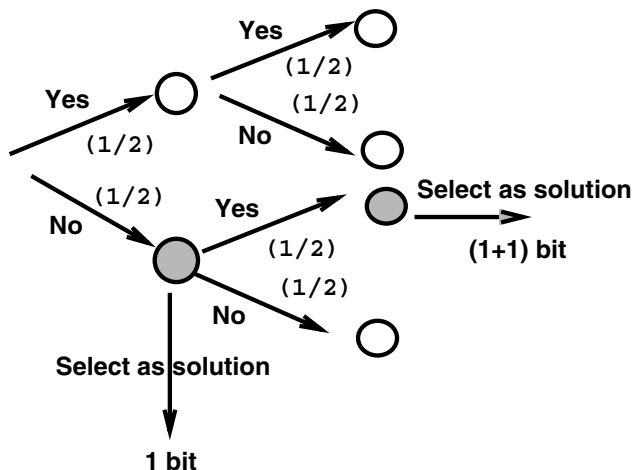 Yes
(1/2)
(1/2)
Yes
No
(1/2)
(1/2)
Yes
Select as solution
No
(1/2)
(1+1) bit
(1/2)
No
Select as solution
1 bit